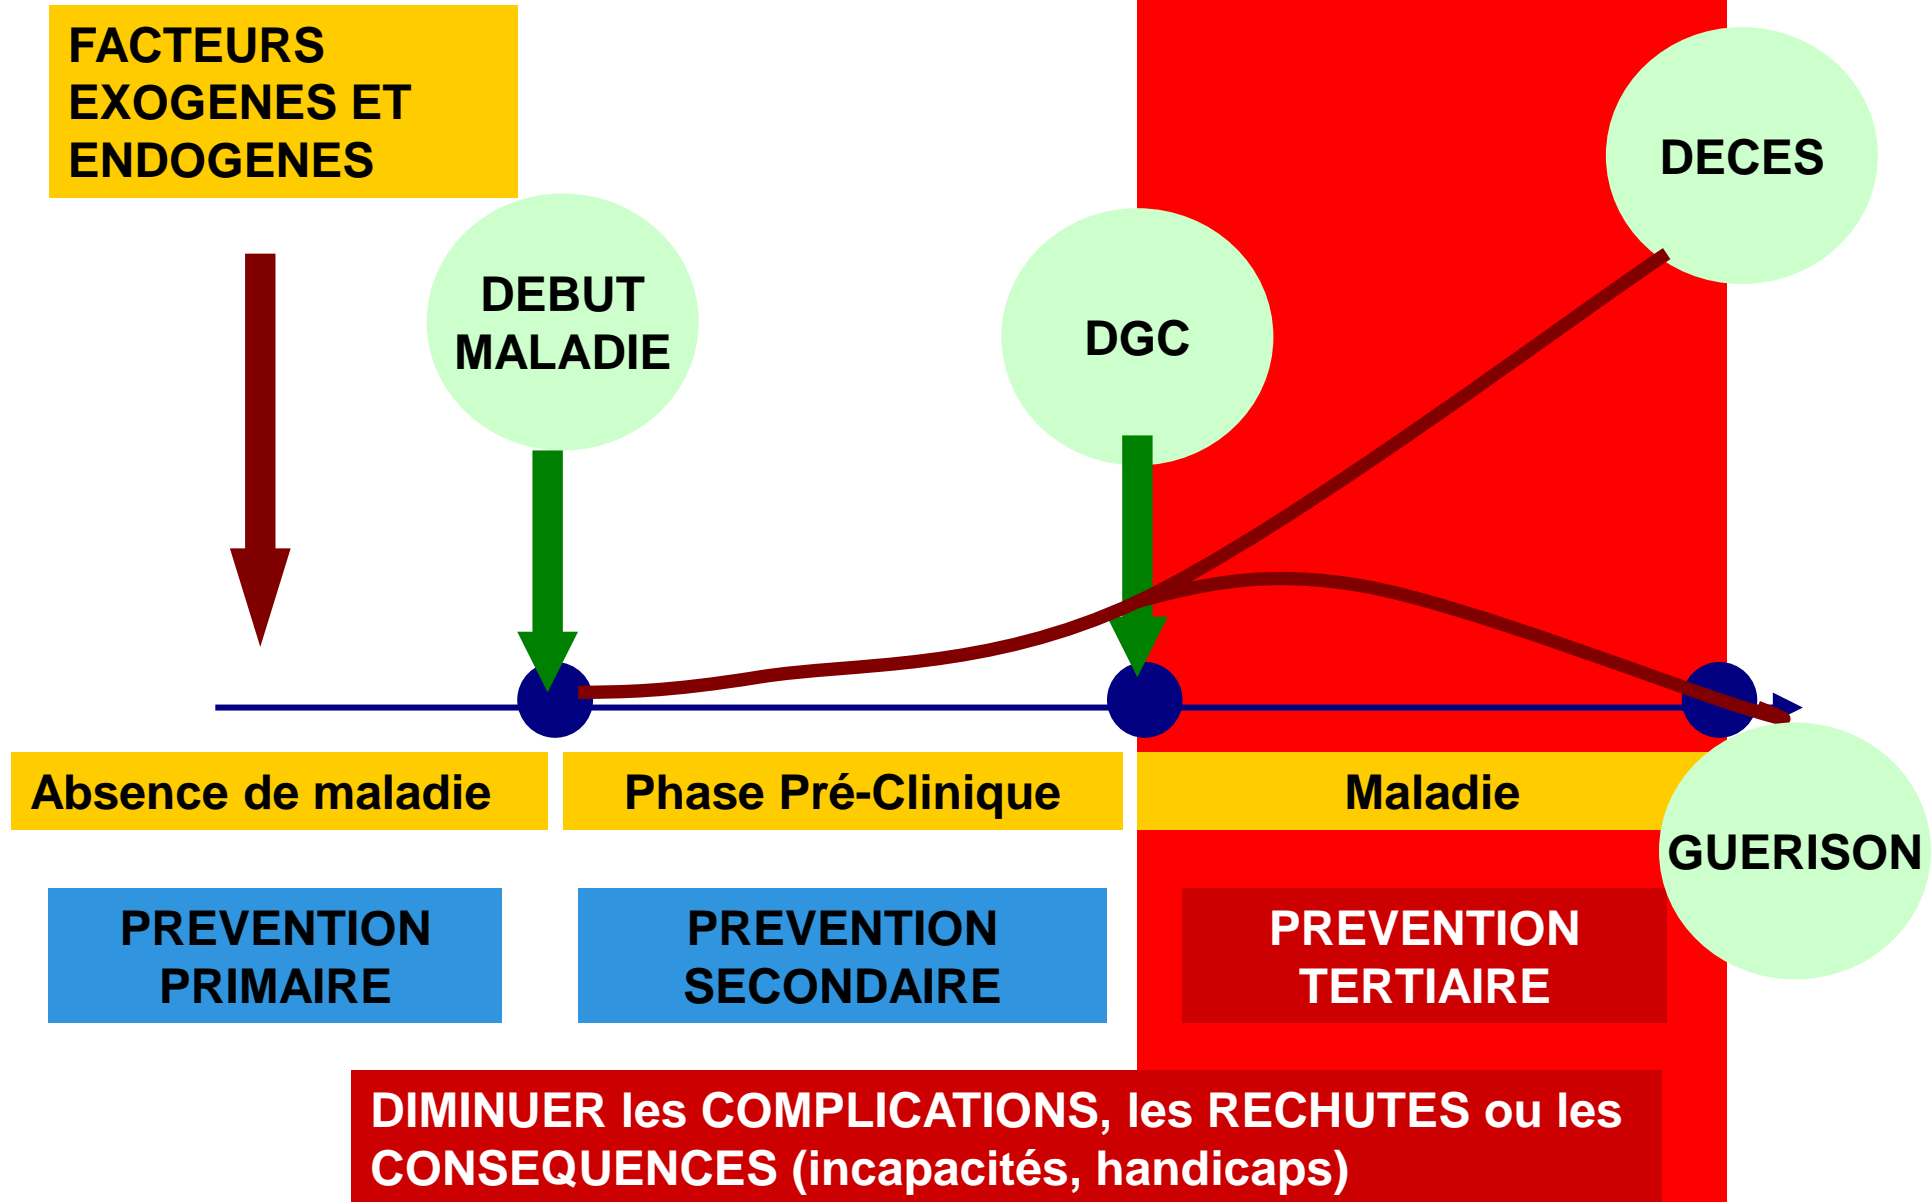 FACTEURS
EXOGENES ET
ENDOGENES
DECES
DEBUT
MALADIE
DGC
Absence de maladie
Phase Pré-Clinique
Maladie
GUERISON
PREVENTION
PRIMAIRE
PREVENTION
SECONDAIRE
PREVENTION
TERTIAIRE
DIMINUER les COMPLICATIONS, les RECHUTES ou les
CONSEQUENCES (incapacités, handicaps)